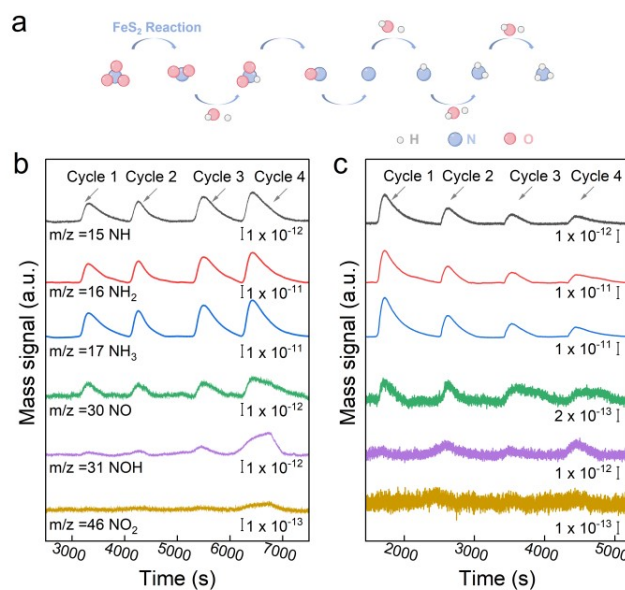 a
FeS₂ Reaction
H N O
b
Cycle 1 Cycle 2 Cycle 3 Cycle 4
m/z =15 NH
1 x 10⁻¹²
m/z =16 NH₂
1 x 10⁻¹¹
m/z =17 NH₃
1 x 10⁻¹¹
m/z =30 NO
1 x 10⁻¹²
m/z =31 NOH
1 x 10⁻¹²
m/z =46 NO₂
1 x 10⁻¹³
Mass signal (a.u.)
3000 4000 5000 6000 7000
Time (s)
c
Cycle 1 Cycle 2 Cycle 3 Cycle 4
1 x 10⁻¹²
1 x 10⁻¹¹
1 x 10⁻¹¹
2 x 10⁻¹³
1 x 10⁻¹²
1 x 10⁻¹³
Mass signal (a.u.)
2000 3000 4000 5000
Time (s)